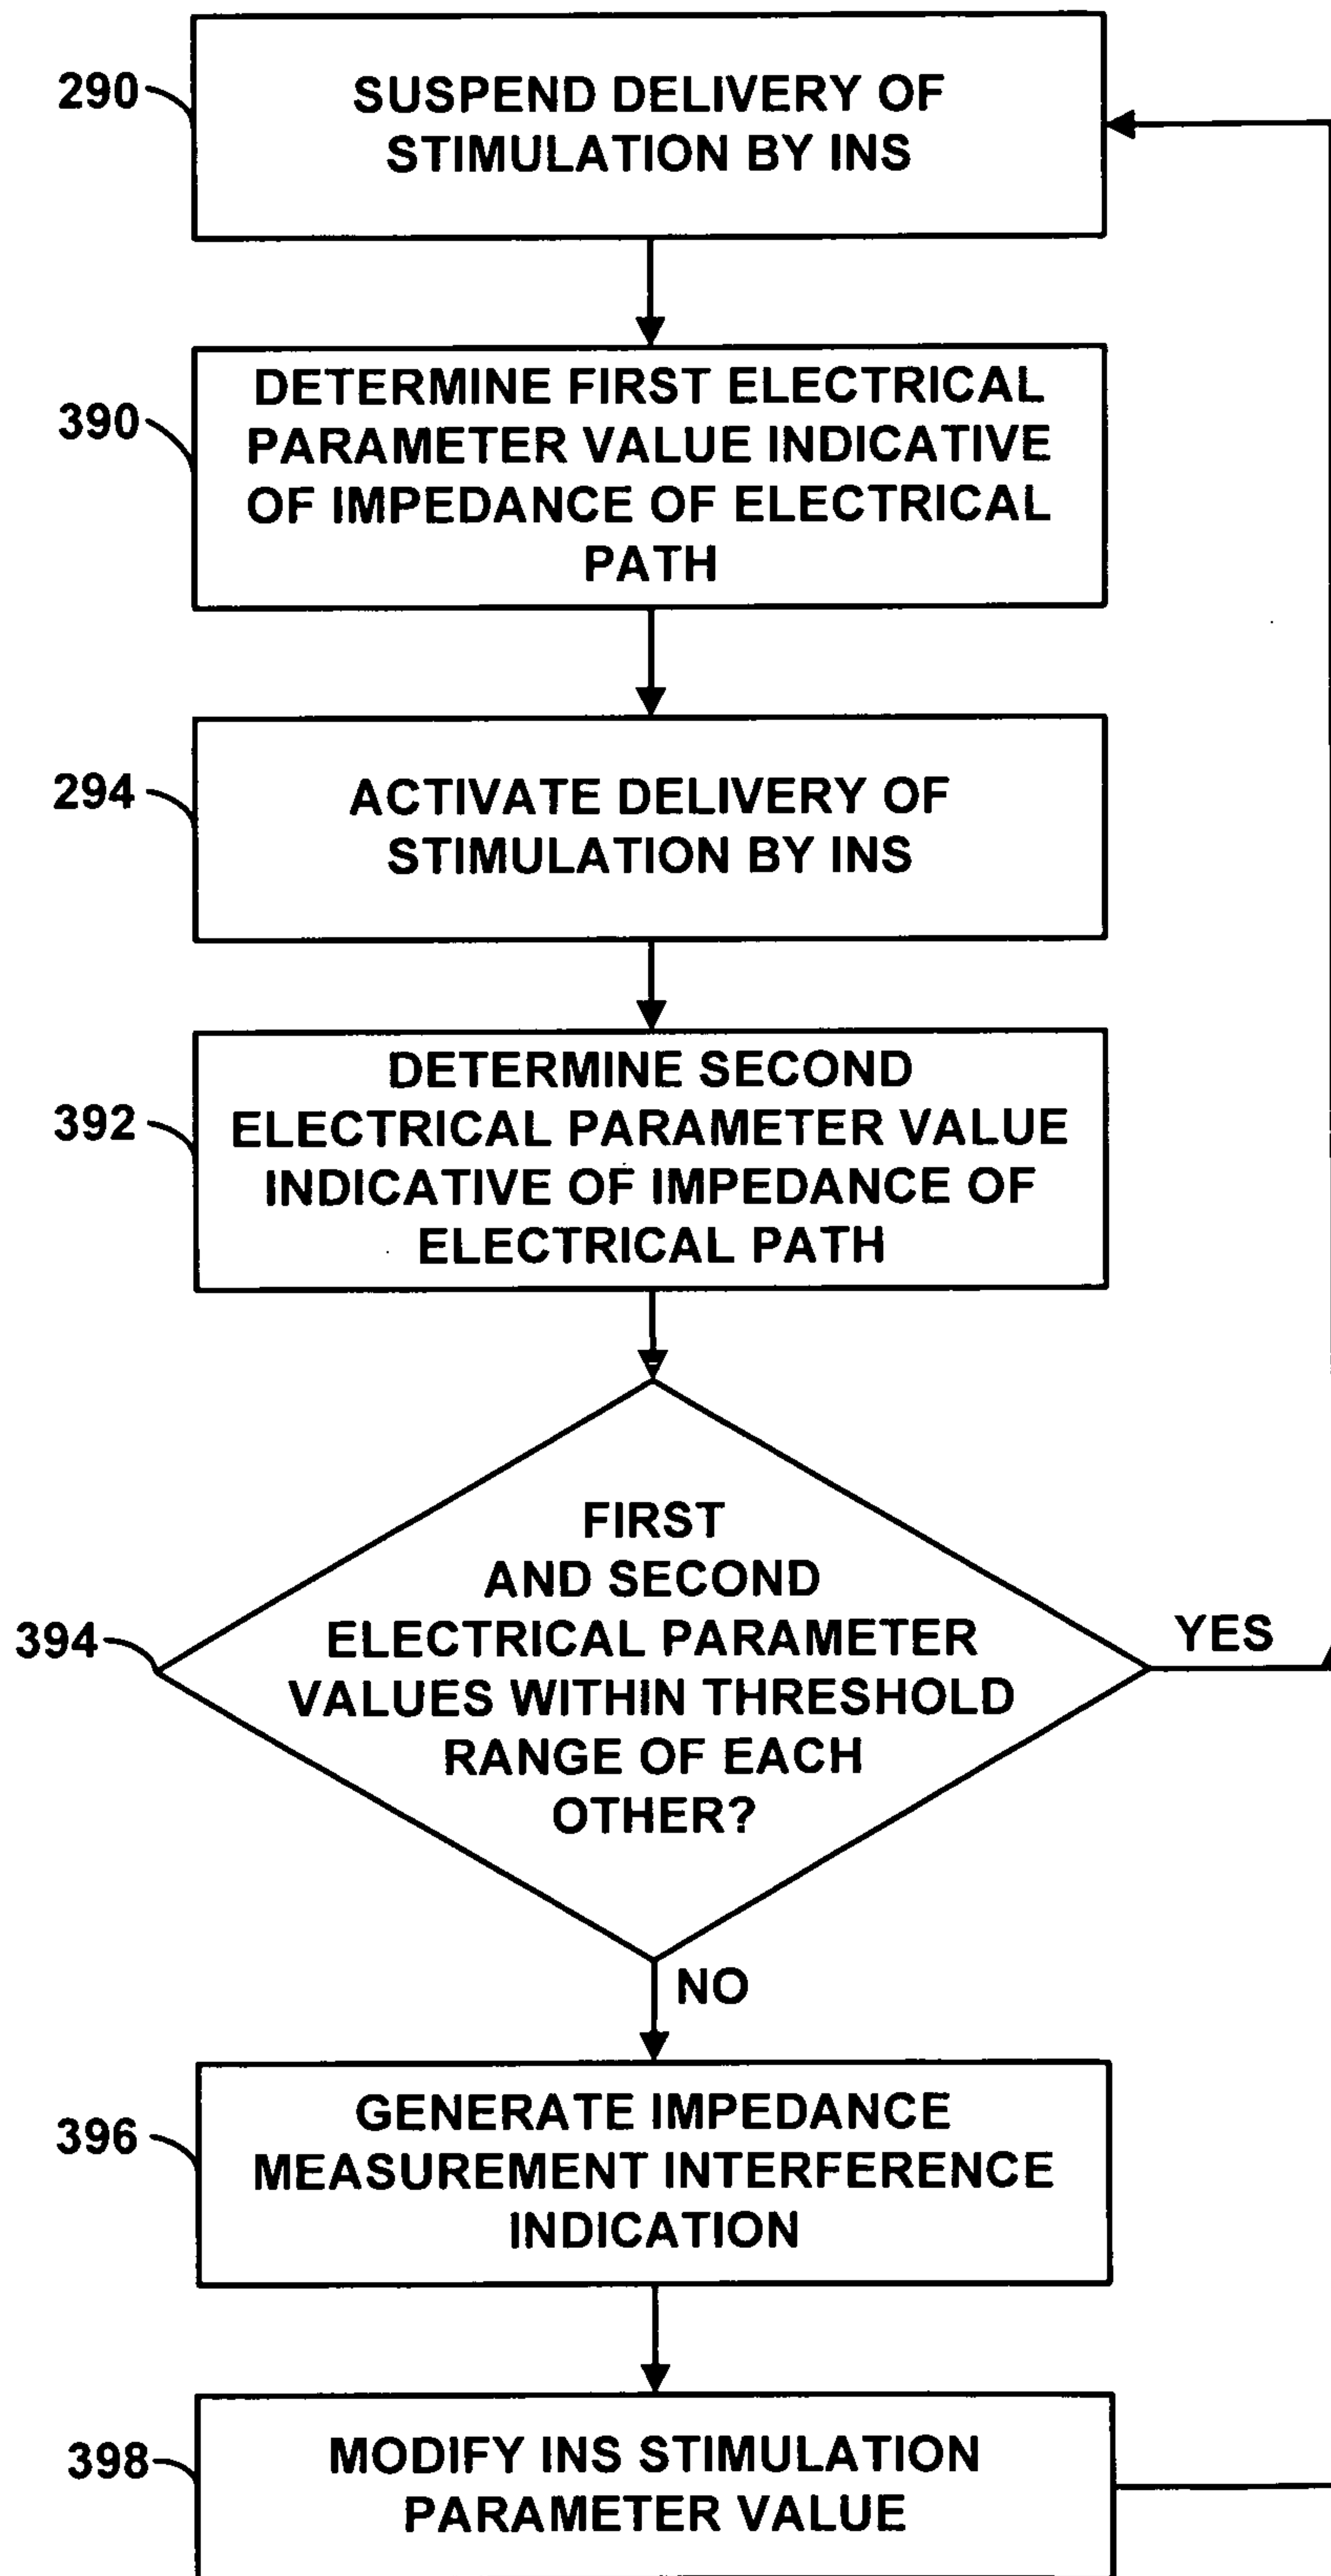 290
SUSPEND DELIVERY OF
STIMULATION BY INS
390
DETERMINE FIRST ELECTRICAL
PARAMETER VALUE INDICATIVE
OF IMPEDANCE OF ELECTRICAL
PATH
294
ACTIVATE DELIVERY OF
STIMULATION BY INS
392
DETERMINE SECOND
ELECTRICAL PARAMETER VALUE
INDICATIVE OF IMPEDANCE OF
ELECTRICAL PATH
394
FIRST
AND SECOND
ELECTRICAL PARAMETER
VALUES WITHIN THRESHOLD
RANGE OF EACH
OTHER?
YES
NO
396
GENERATE IMPEDANCE
MEASUREMENT INTERFERENCE
INDICATION
398
MODIFY INS STIMULATION
PARAMETER VALUE